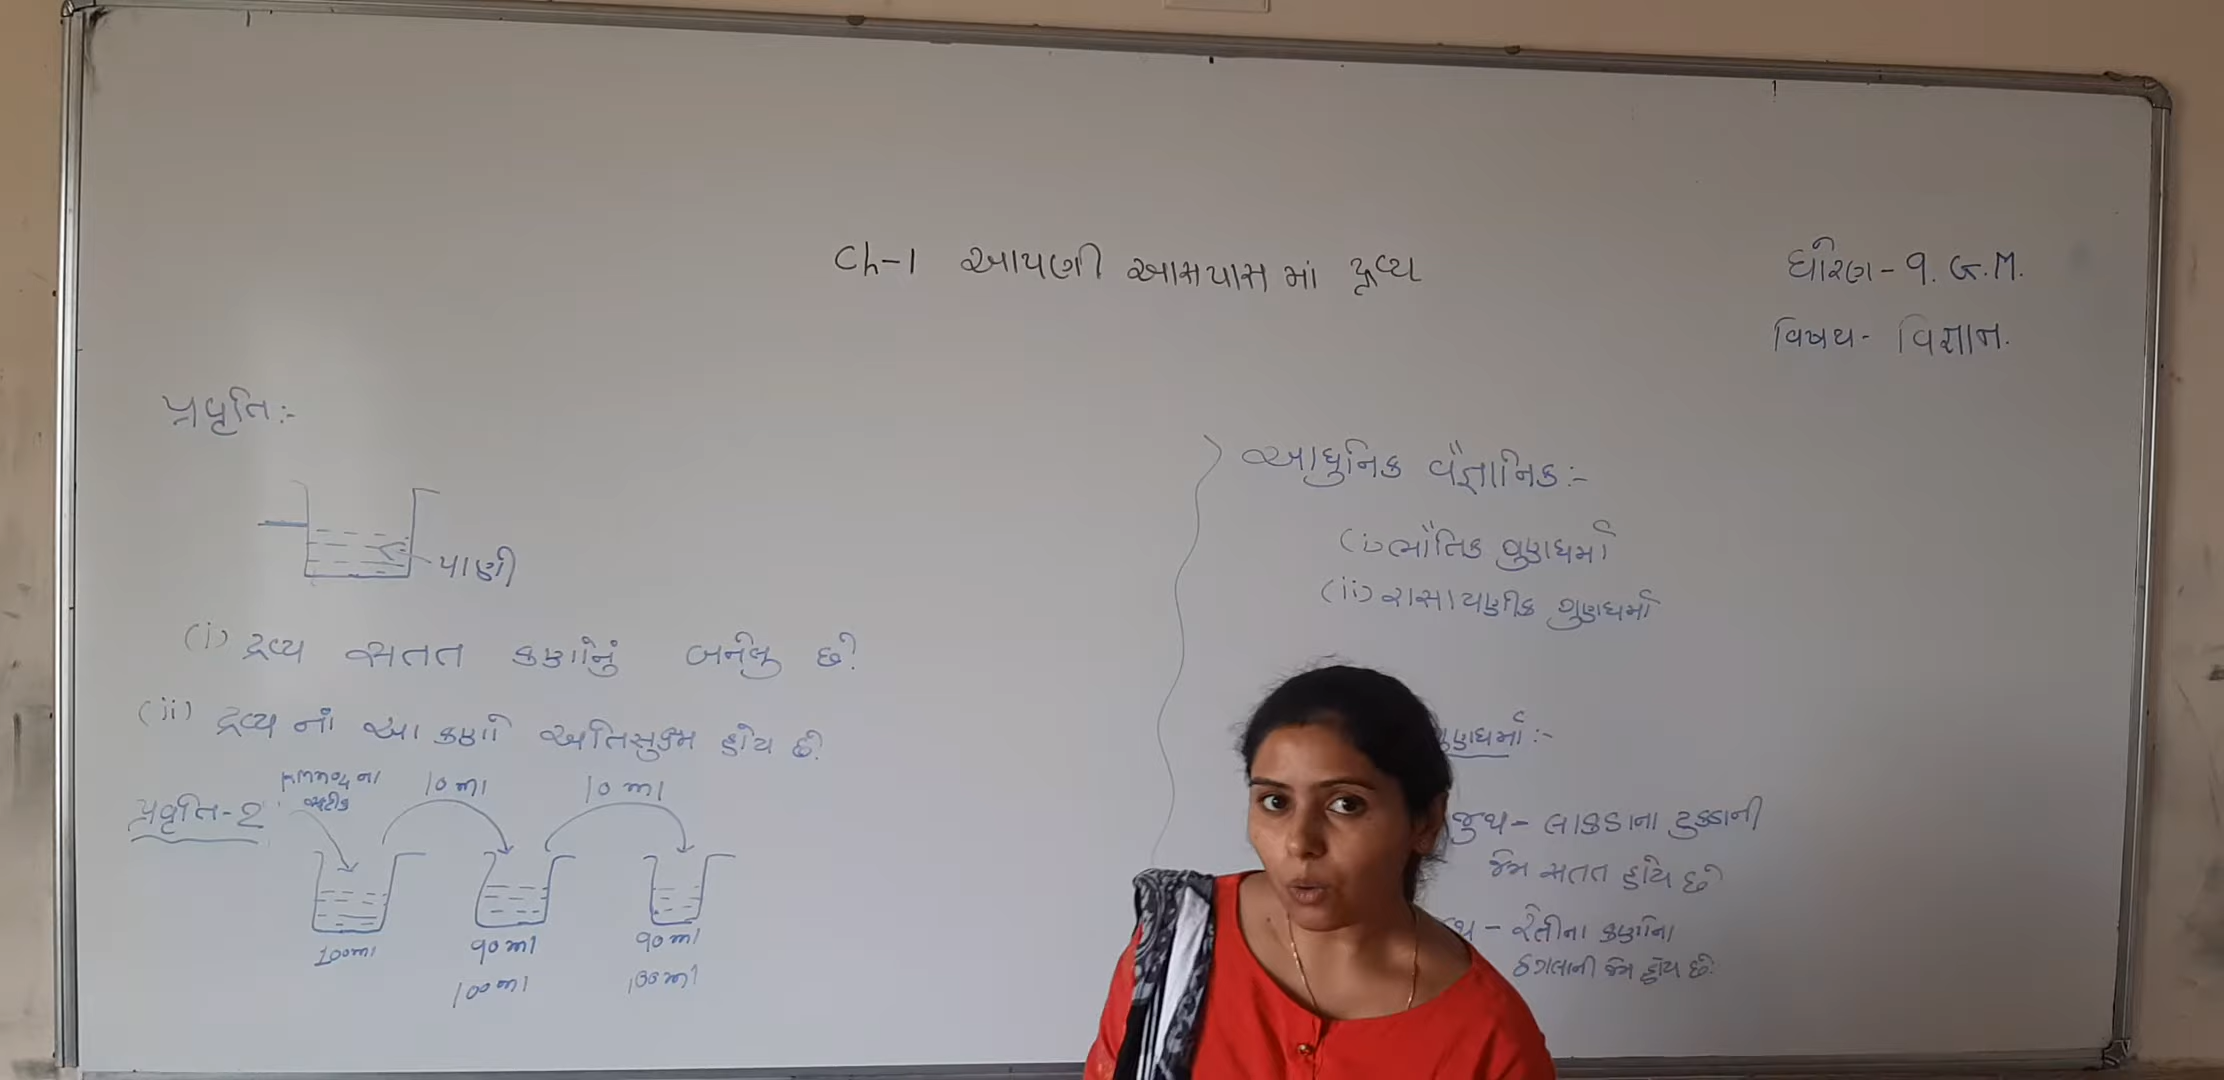 Ch-1 આપણી આસપાસ માં દ્રવ્ય
ધોરણ - 9. G.M.
વિષય - વિજ્ઞાન.
પ્રવૃતિ :-
પાણી
(i) દ્રવ્ય સતત કણોનું બનેલુ છે.
(ii) દ્રવ્ય નાં આ કણો અતિસુક્ષ્મ હોય છે.
પ્રવૃતિ-2
KMnO4 ના
સ્ફટીક
10 ml
10 ml
100ml
90 ml
90 ml
100 ml
100 ml
આધુનિક વૈજ્ઞાનિક :-
(i) ભૌતિક ગુણધર્મો
(ii) રાસાયણીક ગુણધર્મો
ગુણધર્મો :-
જુથ - લાકડાના ટુકડાની
જેમ સતત હોય છે
થ - રેતીના કણોના
ઢગલાની જેમ હોય છે.